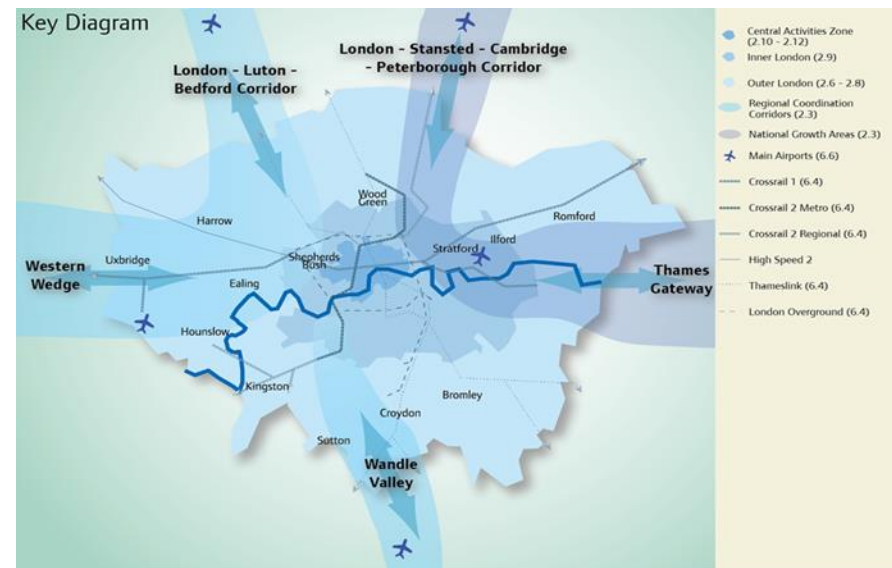 Key Diagram
London - Luton -
Bedford Corridor
London - Stansted - Cambridge
- Peterborough Corridor
Wood
Green
Harrow
Romford
Ilford
Stratford
Shepherds
Bush
Uxbridge
Ealing
Western
Wedge
Thames
Gateway
Hounslow
Kingston
Bromley
Croydon
Sutton
Wandle
Valley
Central Activities Zone
(2.10 - 2.12)
Inner London (2.9)
Outer London (2.6 - 2.8)
Regional Coordination
Corridors (2.3)
National Growth Areas (2.3)
Main Airports (6.6)
Crossrail 1 (6.4)
Crossrail 2 Metro (6.4)
Crossrail 2 Regional (6.4)
High Speed 2
Thameslink (6.4)
London Overground (6.4)